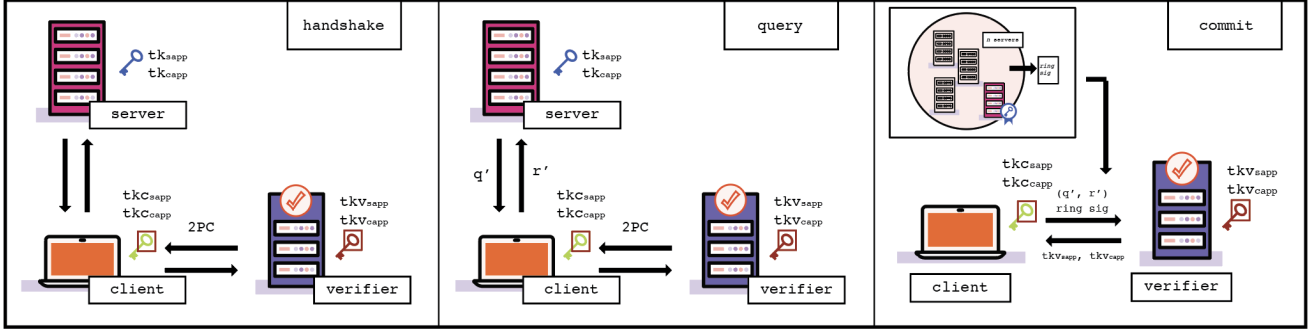 handshake
tksapp
tkcapp
server
tkcsapp
tkccapp
tkvsapp
tkvcapp
2PC
client
verifier
query
tksapp
tkcapp
server
q’
r’
tkcsapp
tkccapp
tkvsapp
tkvcapp
2PC
client
verifier
commit
n servers
ring
sig
tkcsapp
tkccapp
(q’, r’)
ring sig
tkvsapp, tkvcapp
tkvsapp
tkvcapp
client
verifier